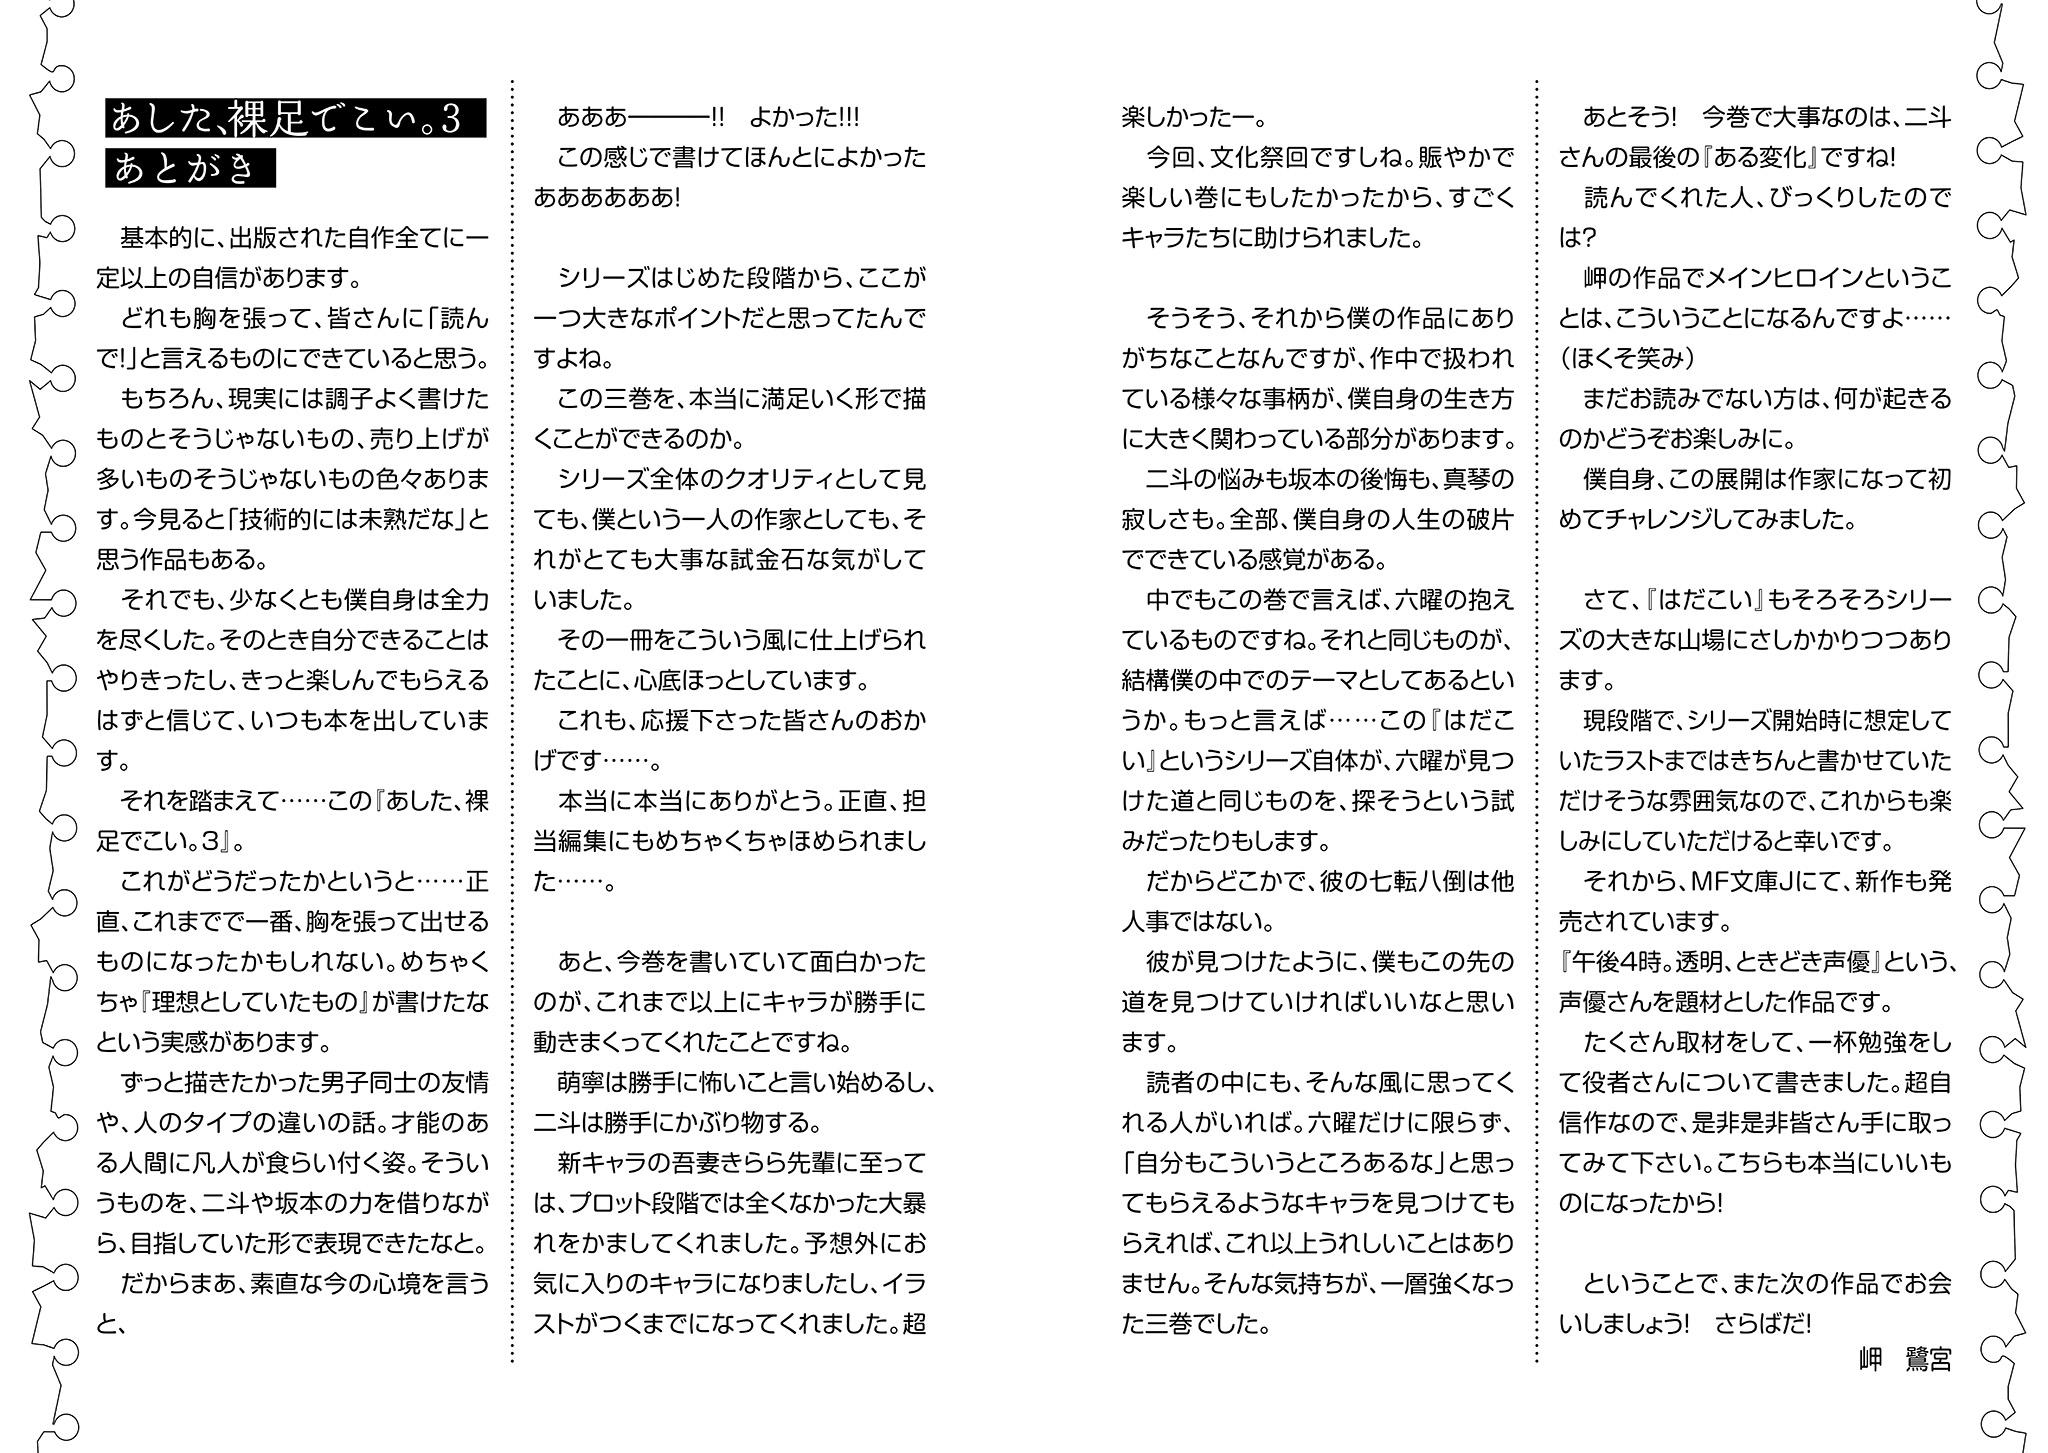 あした、裸足でこい。3
あとがき
基本的に、出版された自作全てに一
定以上の自信があります。
どれも胸を張って、皆さんに「読ん
で!」と言えるものにできていると思う。
もちろん、現実には調子よく書けた
ものとそうじゃないもの、売り上げが
多いものそうじゃないもの色々ありま
す。今見ると「技術的には未熟だな」と
思う作品もある。
それでも、少なくとも僕自身は全力
を尽くした。そのとき自分できることは
やりきったし、きっと楽しんでもらえる
はずと信じて、いつも本を出していま
す。
それを踏まえて……この『あした、裸
足でこい。3』。
これがどうだったかというと……正
直、これまでで一番、胸を張って出せる
ものになったかもしれない。めちゃく
ちゃ『理想としていたもの』が書けたな
という実感があります。
ずっと描きたかった男子同士の友情
や、人のタイプの違いの話。才能のあ
る人間に凡人が食らい付く姿。そうい
うものを、二斗や坂本の力を借りなが
ら、目指していた形で表現できたなと。
だからまあ、素直な今の心境を言う
と、
あああ————!!　よかった!!!
この感じで書けてほんとによかった
ああああああ!
シリーズはじめた段階から、ここが
一つ大きなポイントだと思ってたんで
すよね。
この三巻を、本当に満足いく形で描
くことができるのか。
シリーズ全体のクオリティとして見
ても、僕という一人の作家としても、そ
れがとても大事な試金石な気がして
いました。
その一冊をこういう風に仕上げられ
たことに、心底ほっとしています。
これも、応援下さった皆さんのおか
げです……。
本当に本当にありがとう。正直、担
当編集にもめちゃくちゃほめられまし
た……。
あと、今巻を書いていて面白かった
のが、これまで以上にキャラが勝手に
動きまくってくれたことですね。
萌寧は勝手に怖いこと言い始めるし、
二斗は勝手にかぶり物する。
新キャラの吾妻きらら先輩に至って
は、プロット段階では全くなかった大暴
れをかましてくれました。予想外にお
気に入りのキャラになりましたし、イラ
ストがつくまでになってくれました。超
楽しかったー。
今回、文化祭回ですしね。賑やかで
楽しい巻にもしたかったから、すごく
キャラたちに助けられました。
そうそう、それから僕の作品にあり
がちなことなんですが、作中で扱われ
ている様々な事柄が、僕自身の生き方
に大きく関わっている部分があります。
二斗の悩みも坂本の後悔も、真琴の
寂しさも。全部、僕自身の人生の破片
でできている感覚がある。
中でもこの巻で言えば、六曜の抱え
ているものですね。それと同じものが、
結構僕の中でのテーマとしてあるとい
うか。もっと言えば……この『はだこ
い』というシリーズ自体が、六曜が見つ
けた道と同じものを、探そうという試
みだったりもします。
だからどこかで、彼の七転八倒は他
人事ではない。
彼が見つけたように、僕もこの先の
道を見つけていければいいなと思い
ます。
読者の中にも、そんな風に思ってく
れる人がいれば。六曜だけに限らず、
「自分もこういうところあるな」と思っ
てもらえるようなキャラを見つけても
らえれば、これ以上うれしいことはあり
ません。そんな気持ちが、一層強くなっ
た三巻でした。
あとそう!　今巻で大事なのは、二斗
さんの最後の『ある変化』ですね!
読んでくれた人、びっくりしたので
は?
岬の作品でメインヒロインというこ
とは、こういうことになるんですよ……
(ほくそ笑み)
まだお読みでない方は、何が起きる
のかどうぞお楽しみに。
僕自身、この展開は作家になって初
めてチャレンジしてみました。
さて、『はだこい』もそろそろシリー
ズの大きな山場にさしかかりつつあり
ます。
現段階で、シリーズ開始時に想定して
いたラストまではきちんと書かせていた
だけそうな雰囲気なので、これからも楽
しみにしていただけると幸いです。
それから、MF文庫Jにて、新作も発
売されています。
『午後4時。透明、ときどき声優』という、
声優さんを題材とした作品です。
たくさん取材をして、一杯勉強をし
て役者さんについて書きました。超自
信作なので、是非是非皆さん手に取っ
てみて下さい。こちらも本当にいいも
のになったから!
ということで、また次の作品でお会
いしましょう!　さらばだ!
岬　鷺宮